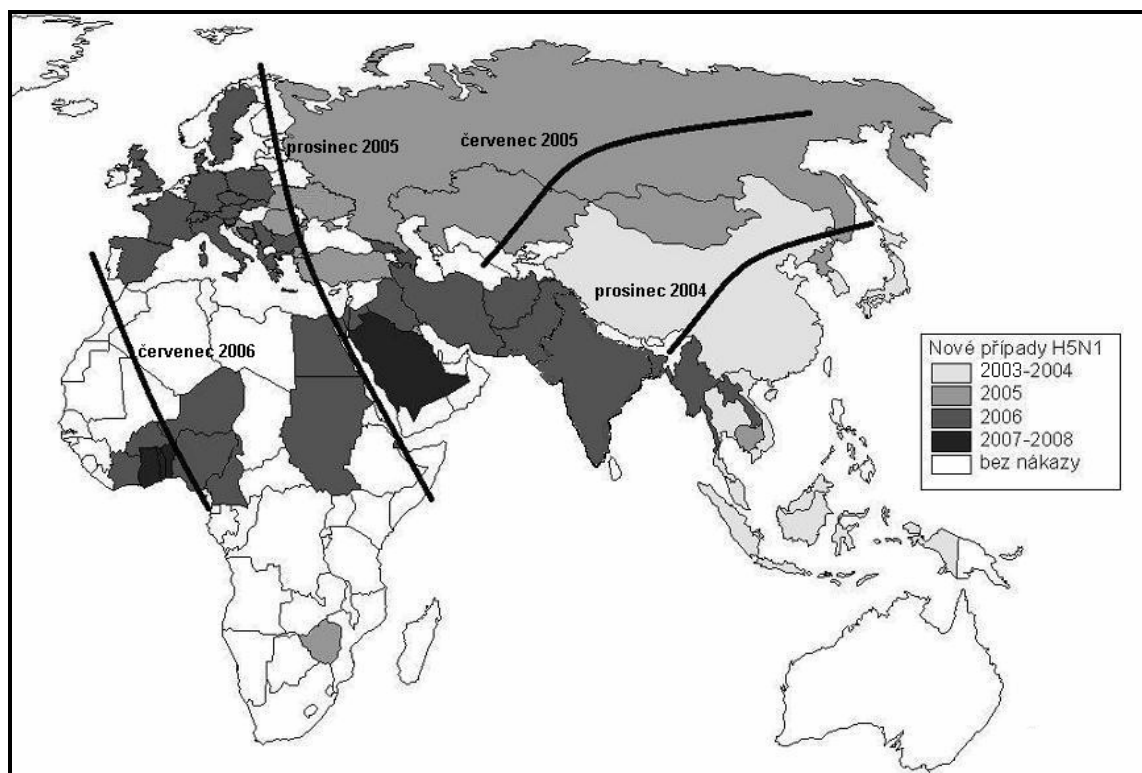 prosinec 2005
červenec 2005
prosinec 2004
červenec 2006
Nové případy H5N1
2003-2004
2005
2006
2007-2008
bez nákazy